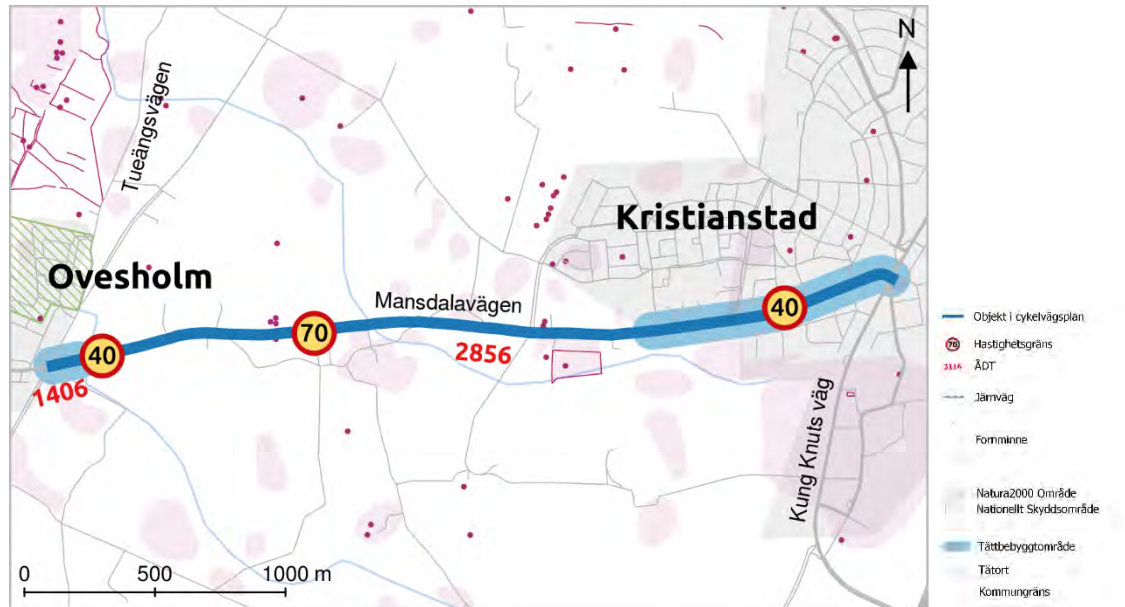 N
Tueängsvägen
Kristianstad
Ovesholm
Mansdalavägen
40
70
40
2856
1406
Kung Knuts väg
0 500 1000 m
Objekt i cykelvägsplan
70 Hastighetsgräns
ÅDT
Järnväg
Fornminne
Natura2000 Område
Nationellt Skyddsområde
Tättbebyggtområde
Tätort
Kommungräns